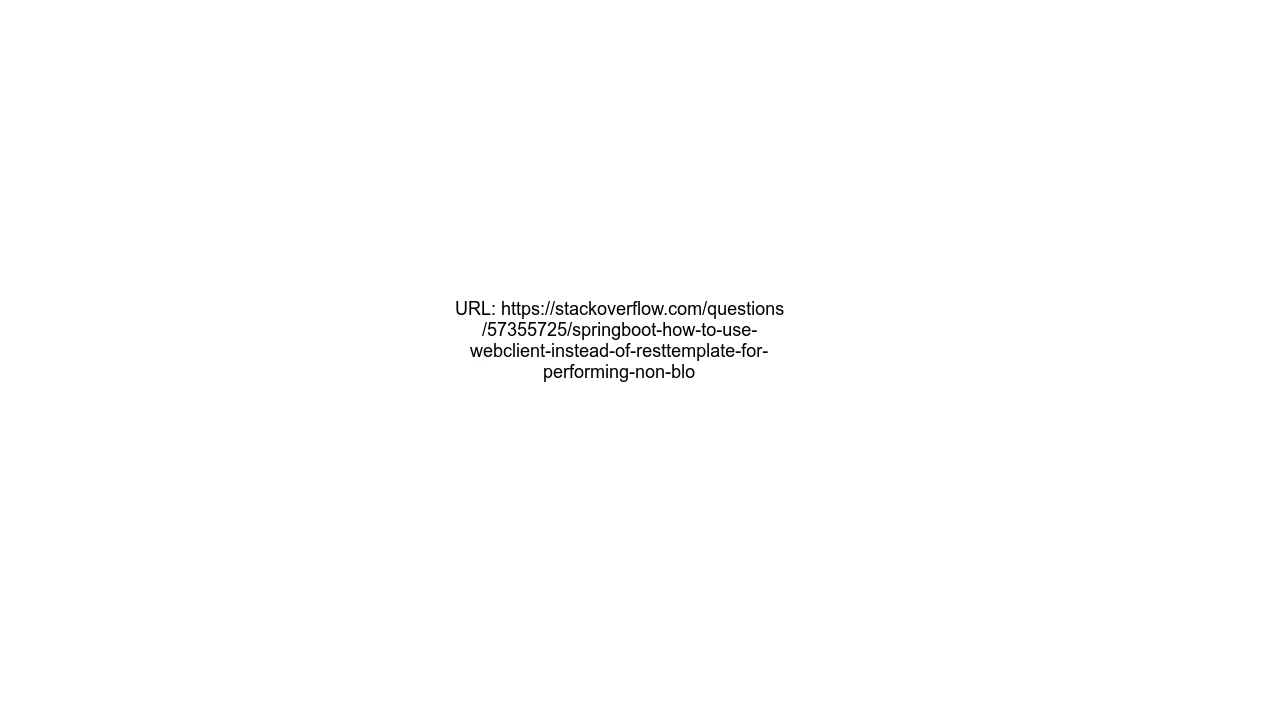 URL: https://stackoverflow.com/questions
/57355725/springboot-how-to-use-
webclient-instead-of-resttemplate-for-
performing-non-blo